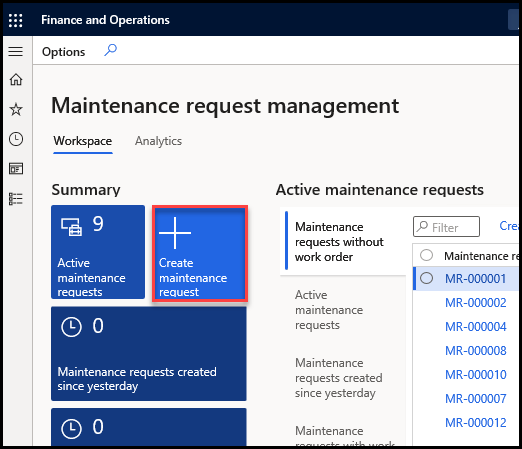 Finance and Operations
Options
Maintenance request management
Workspace
Analytics
Summary
9
Active
maintenance
requests
Create
maintenance
request
0
Maintenance requests created
since yesterday
0
Active maintenance requests
Maintenance
requests without
work order
Active
maintenance
requests
Maintenance
requests created
since yesterday
Maintenance
requests with work
Filter
Crea
Maintenance re
MR-000001
MR-000002
MR-000004
MR-000008
MR-000010
MR-000007
MR-000012